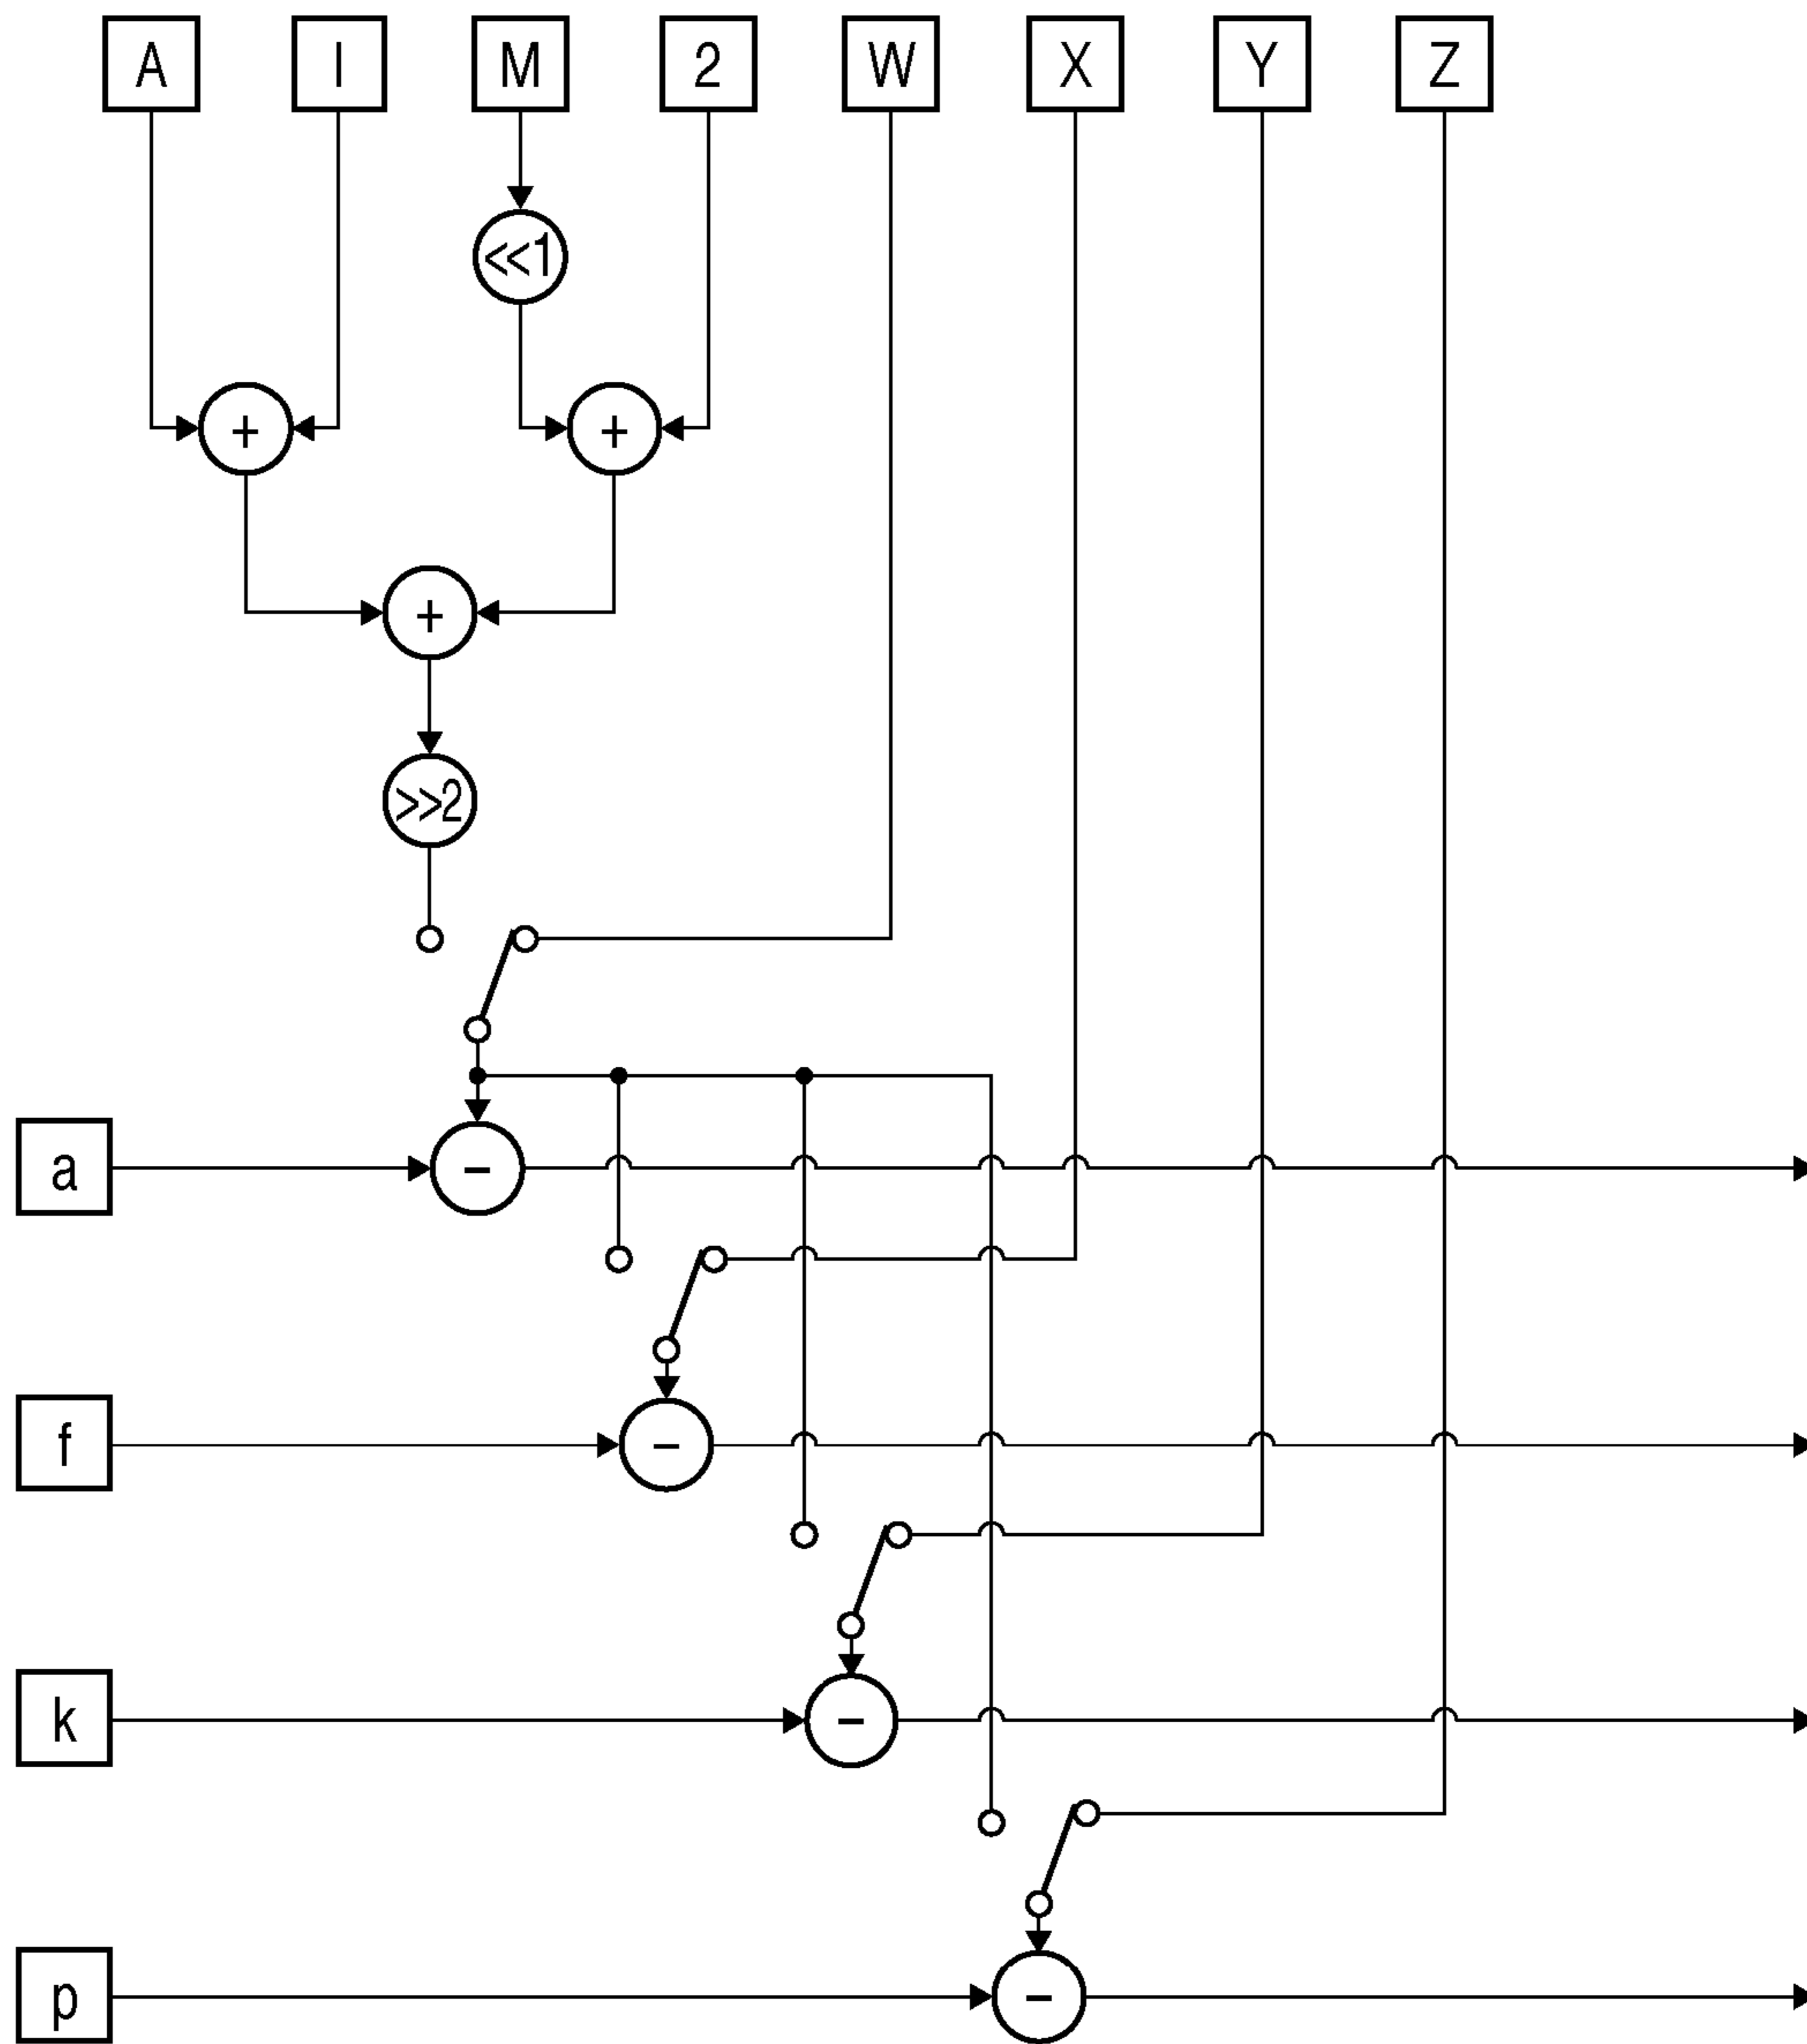 A I M 2 W X Y Z
<<1
+ +
+
>>2
a −
f −
k −
p −